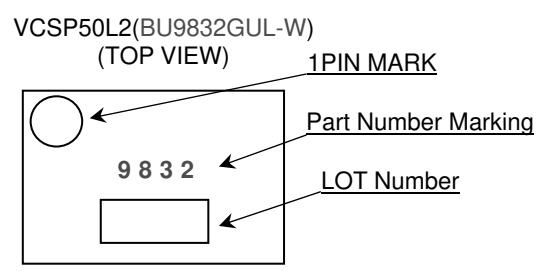 VCSP50L2(BU9832GUL-W)
(TOP VIEW)
1PIN MARK
Part Number Marking
9832
LOT Number